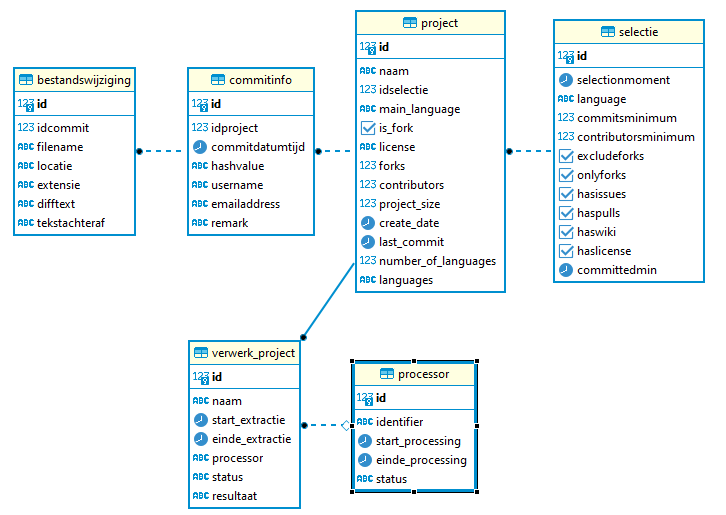 bestandswijziging
123 id
123 idcommit
ABC filename
ABC locatie
ABC extensie
ABC difftext
ABC tekstachteraf
commitinfo
123 id
123 idproject
commitdatumtijd
ABC hashvalue
ABC username
ABC emailaddress
ABC remark
project
123 id
ABC naam
123 idselectie
ABC main_language
is_fork
ABC license
123 forks
123 contributors
123 project_size
create_date
last_commit
123 number_of_languages
ABC languages
selectie
123 id
selectionmoment
ABC language
123 commitsminimum
123 contributorsminimum
excludeforks
onlyforks
hasissues
haspulls
haswiki
haslicense
committedmin
verwerk_project
123 id
ABC naam
start_extractie
einde_extractie
ABC processor
ABC status
ABC resultaat
processor
123 id
ABC identifier
start_processing
einde_processing
ABC status